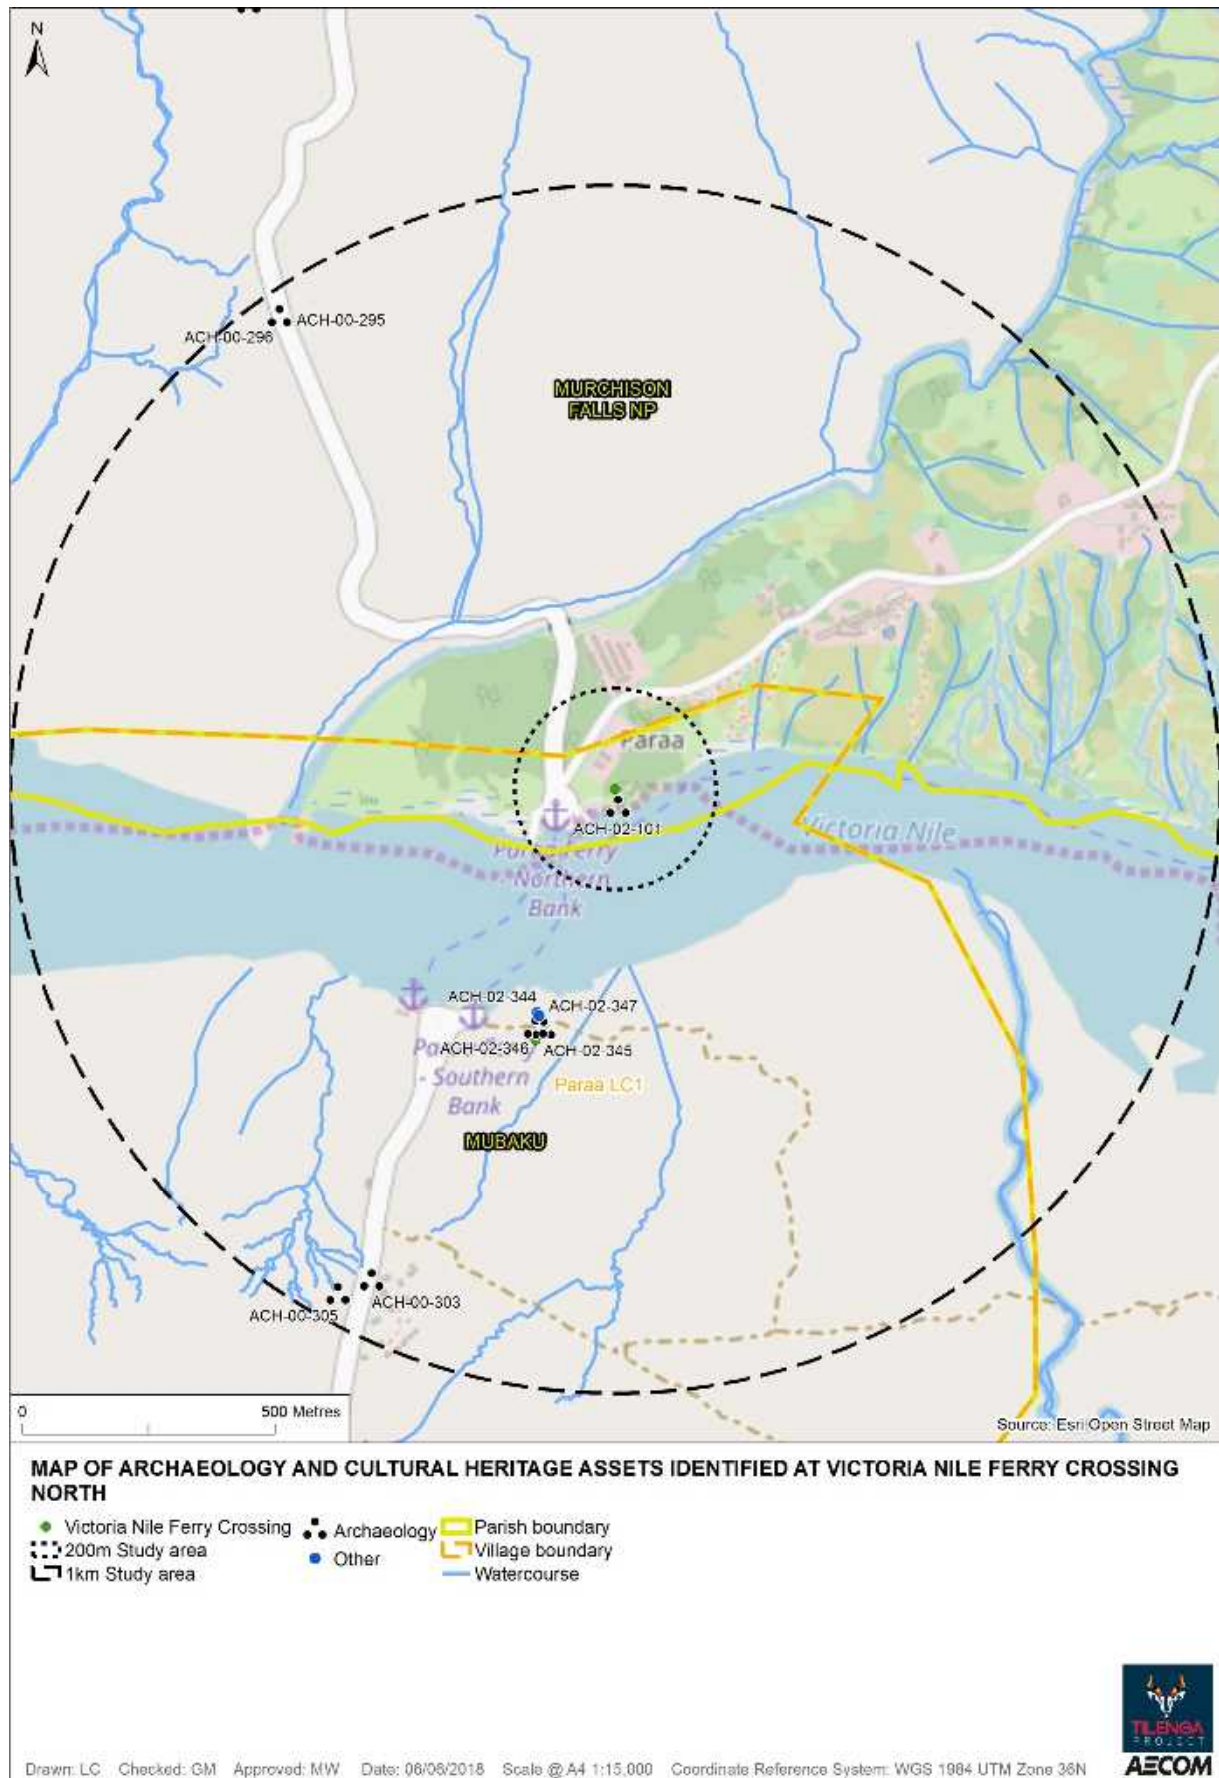 N
ACH-00-295
ACH-00-296
MURCHISON
FALLS NP
Paraa
ACH-02-101
Victoria Nile
Ferry
- Northern
Bank
ACH-02-344
ACH-02-347
ACH-02-346
ACH-02-345
- Southern
Bank
Paraa LC1
MUBAKU
ACH-00-305
ACH-00-303
0
500 Metres
Source: Esri Open Street Map
MAP OF ARCHAEOLOGY AND CULTURAL HERITAGE ASSETS IDENTIFIED AT VICTORIA NILE FERRY CROSSING
NORTH
Victoria Nile Ferry Crossing
200m Study area
1km Study area
Archaeology
Other
Parish boundary
Village boundary
Watercourse
TILENGA
PROJECT
AECOM
Drawn: LC Checked: GM Approved: MW Date: 06/06/2018 Scale @ A4 1:15,000 Coordinate Reference System: WGS 1984 UTM Zone 36N